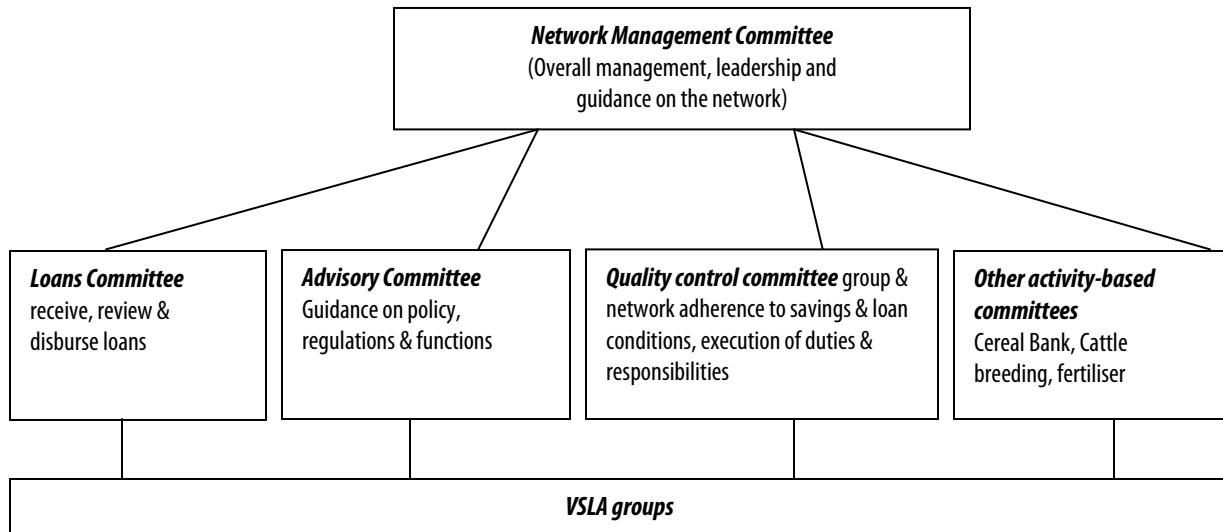 Network Management Committee
(Overall management, leadership and
guidance on the network)
Loans Committee
receive, review &
disburse loans
Advisory Committee
Guidance on policy,
regulations & functions
Quality control committee group &
network adherence to savings & loan
conditions, execution of duties &
responsibilities
Other activity-based
committees
Cereal Bank, Cattle
breeding, fertiliser
VSLA groups